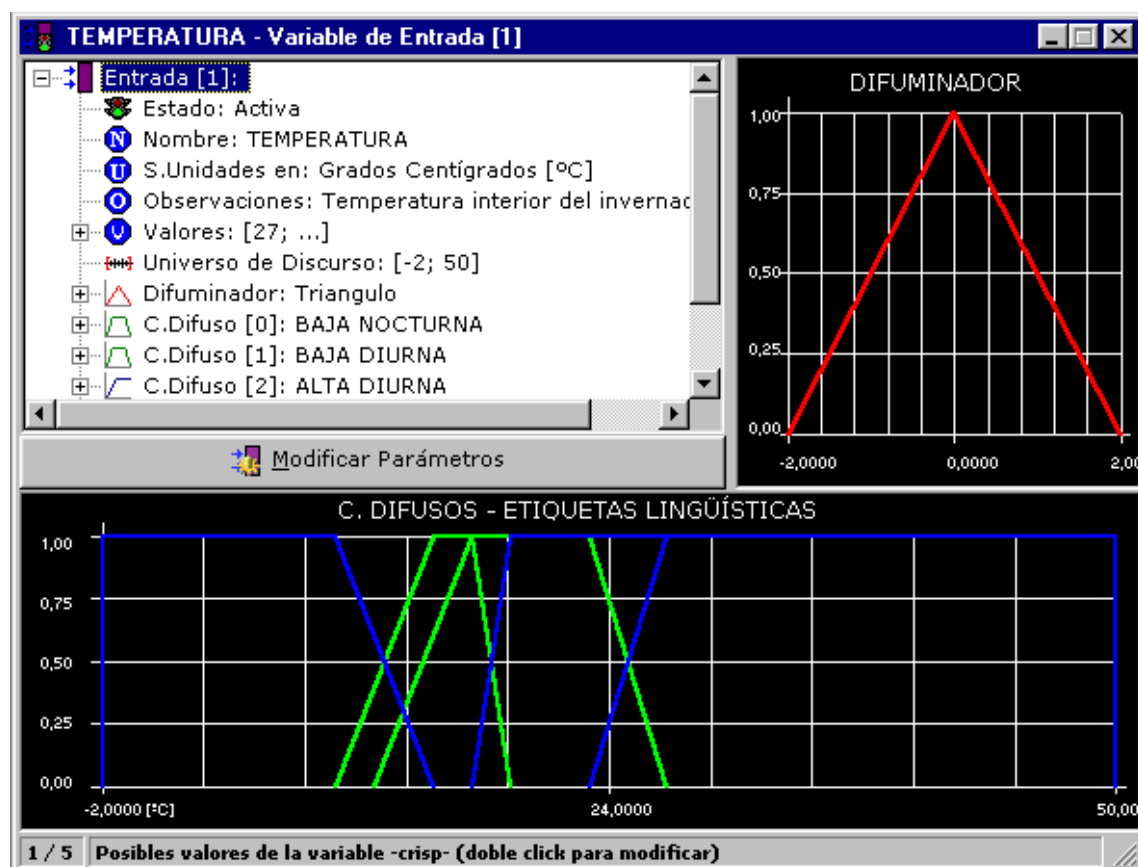 TEMPERATURA - Variable de Entrada [1]
Entrada [1]:
Estado: Activa
N Nombre: TEMPERATURA
U S.Unidades en: Grados Centígrados [ºC]
O Observaciones: Temperatura interior del invernac
V Valores: [27; ...]
Universo de Discurso: [-2; 50]
Difuminador: Triangulo
C.Difuso [0]: BAJA NOCTURNA
C.Difuso [1]: BAJA DIURNA
C.Difuso [2]: ALTA DIURNA
Modificar Parámetros
DIFUMINADOR
1,00
0,75
0,50
0,25
0,00
-2,0000 0,0000 2,00
C. DIFUSOS - ETIQUETAS LINGÜÍSTICAS
1,00
0,75
0,50
0,25
0,00
-2,0000 [ºC] 24,0000 50,00
1 / 5 Posibles valores de la variable -crisp- (doble click para modificar)